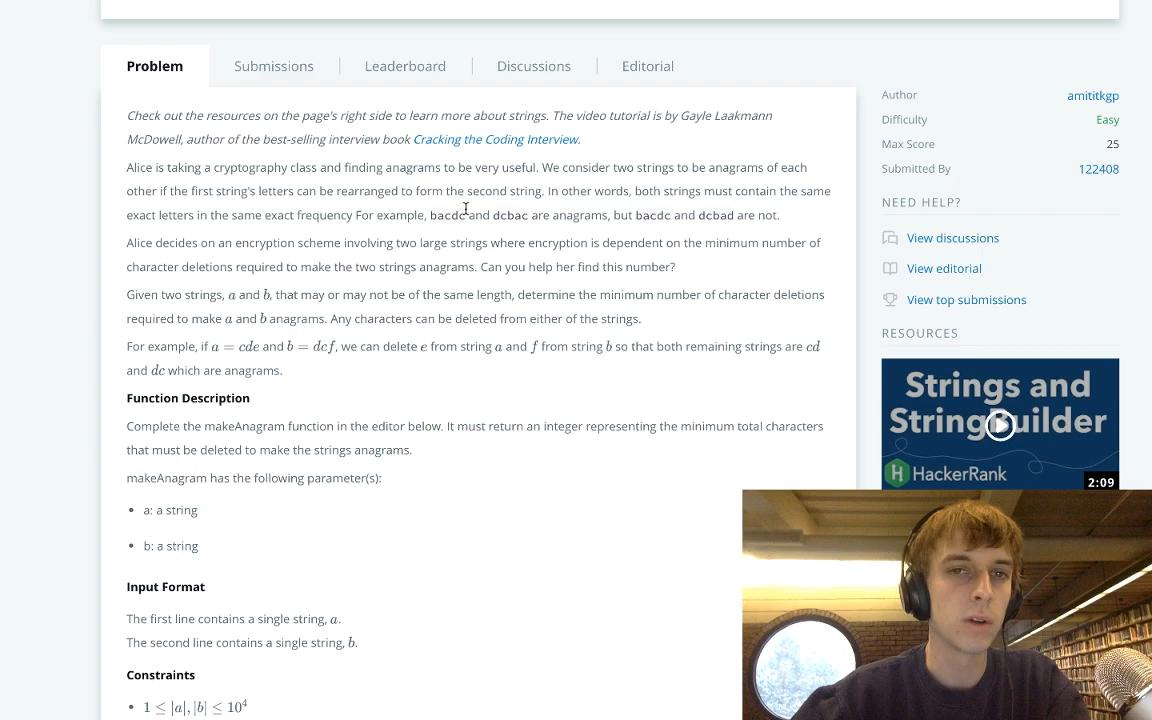 Problem
Submissions
Leaderboard
Discussions
Editorial
Check out the resources on the page's right side to learn more about strings. The video tutorial is by Gayle Laakmann
McDowell, author of the best-selling interview book Cracking the Coding Interview.
Alice is taking a cryptography class and finding anagrams to be very useful. We consider two strings to be anagrams of each
other if the first string's letters can be rearranged to form the second string. In other words, both strings must contain the same
exact letters in the same exact frequency For example, bacdc and dcbac are anagrams, but bacdc and dcbad are not.
Alice decides on an encryption scheme involving two large strings where encryption is dependent on the minimum number of
character deletions required to make the two strings anagrams. Can you help her find this number?
Given two strings, a and b, that may or may not be of the same length, determine the minimum number of character deletions
required to make a and b anagrams. Any characters can be deleted from either of the strings.
For example, if a = cde and b = dcf, we can delete e from string a and f from string b so that both remaining strings are cd
and dc which are anagrams.
Function Description
Complete the makeAnagram function in the editor below. It must return an integer representing the minimum total characters
that must be deleted to make the strings anagrams.
makeAnagram has the following parameter(s):
• a: a string
• b: a string
Input Format
The first line contains a single string, a.
The second line contains a single string, b.
Constraints
• 1 ≤ |a|, |b| ≤ 10⁴
Author amititkgp
Difficulty Easy
Max Score 25
Submitted By 122408
NEED HELP?
View discussions
View editorial
View top submissions
RESOURCES
Strings and
StringBuilder
HackerRank
2:09